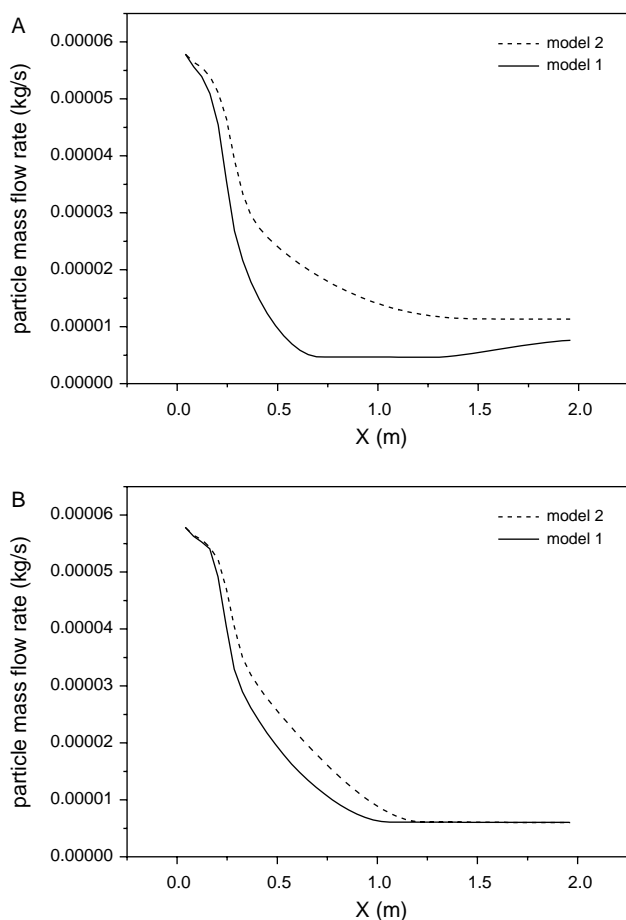 A
particle mass flow rate (kg/s)
0.00006
0.00005
0.00004
0.00003
0.00002
0.00001
0.00000
model 2
model 1
0.0 0.5 1.0 1.5 2.0
X (m)
B
particle mass flow rate (kg/s)
0.00006
0.00005
0.00004
0.00003
0.00002
0.00001
0.00000
model 2
model 1
0.0 0.5 1.0 1.5 2.0
X (m)